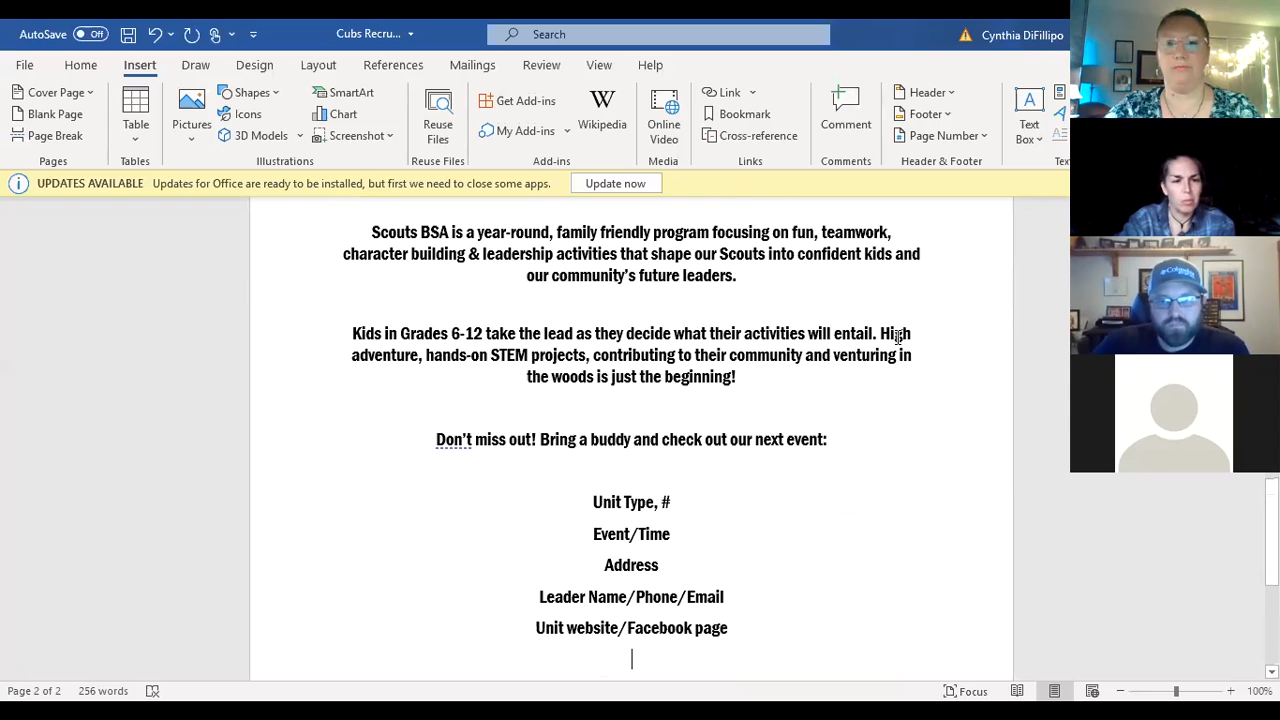 AutoSave Off Cubs Recru... Search Cynthia DiFillipo
File Home Insert Draw Design Layout References Mailings Review View Help
Cover Page
Blank Page
Page Break
Pages
Table
Tables
Pictures
Shapes
Icons
3D Models
SmartArt
Chart
Screenshot
Illustrations
Reuse
Files
Reuse Files
Get Add-ins
My Add-ins
W
Wikipedia
Add-ins
Online
Video
Media
Link
Bookmark
Cross-reference
Links
Comment
Comments
Header
Footer
Page Number
Header & Footer
A
Text
Box
UPDATES AVAILABLE Updates for Office are ready to be installed, but first we need to close some apps. Update now
Scouts BSA is a year-round, family friendly program focusing on fun, teamwork,
character building & leadership activities that shape our Scouts into confident kids and
our community's future leaders.
Kids in Grades 6-12 take the lead as they decide what their activities will entail. High
adventure, hands-on STEM projects, contributing to their community and venturing in
the woods is just the beginning!
Don't miss out! Bring a buddy and check out our next event:
Unit Type, #
Event/Time
Address
Leader Name/Phone/Email
Unit website/Facebook page
Page 2 of 2 256 words Focus 100%